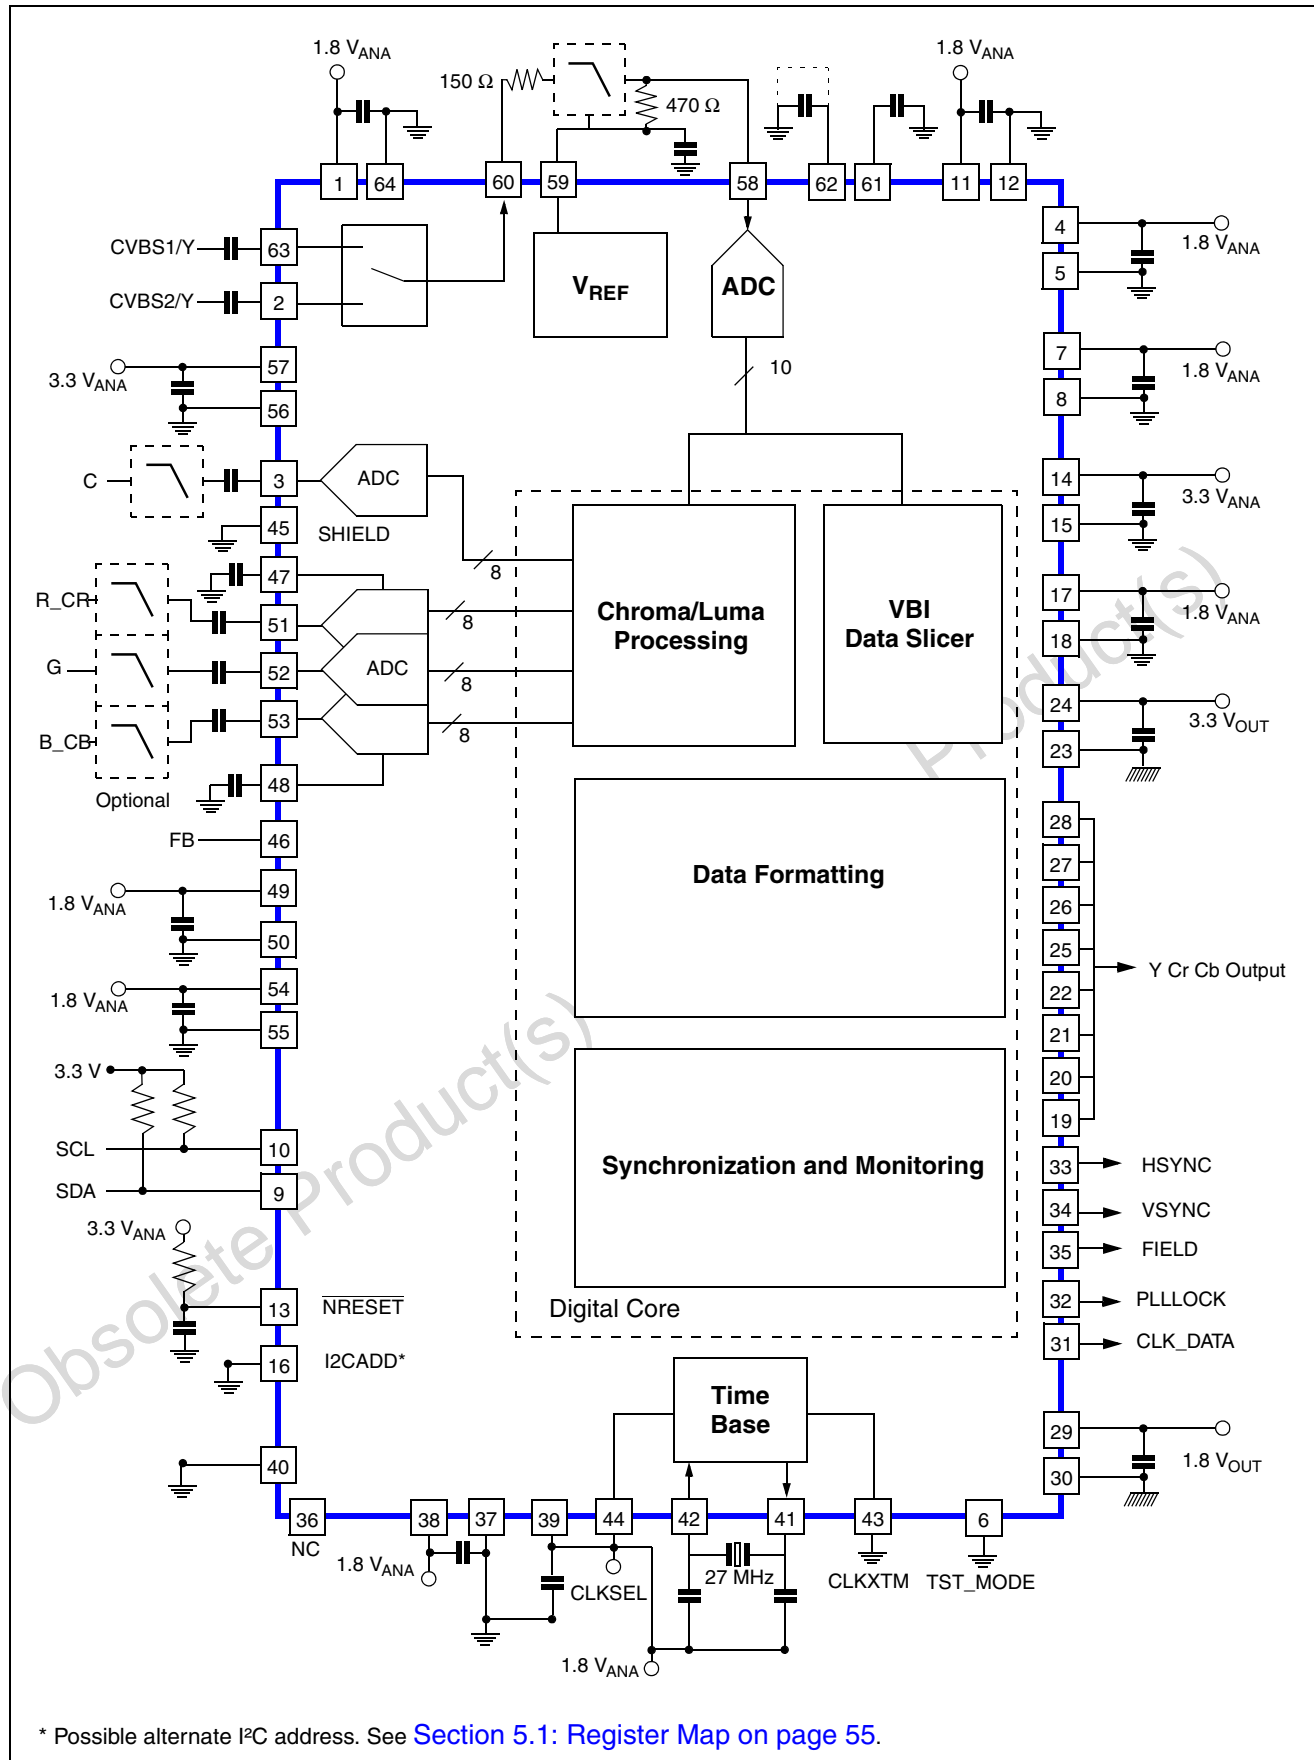 1.8 VANA
150 Ω
470 Ω
1.8 VANA
1
64
60
59
58
62
61
11
12
CVBS1/Y
63
CVBS2/Y
2
VREF
ADC
4
1.8 VANA
5
3.3 VANA
57
56
10
7
1.8 VANA
8
C
3
ADC
45
SHIELD
8
14
3.3 VANA
15
47
R_CR
51
8
G
52
ADC
8
B_CB
53
8
48
Optional
Chroma/Luma
Processing
VBI
Data Slicer
17
1.8 VANA
18
24
3.3 VOUT
23
FB
46
1.8 VANA
49
50
1.8 VANA
54
55
Data Formatting
28
27
26
25
22
21
20
19
Y Cr Cb Output
3.3 V
SCL
10
SDA
9
Synchronization and Monitoring
33
HSYNC
34
VSYNC
35
FIELD
32
PLLLOCK
31
CLK_DATA
3.3 VANA
13
NRESET
Digital Core
16
I2CADD*
40
Time
Base
29
1.8 VOUT
30
36
NC
38
37
39
44
42
41
43
6
1.8 VANA
CLKSEL
27 MHz
CLKXTM
TST_MODE
1.8 VANA
Obsolete Product(s)
Product(s)
* Possible alternate I²C address. See Section 5.1: Register Map on page 55.